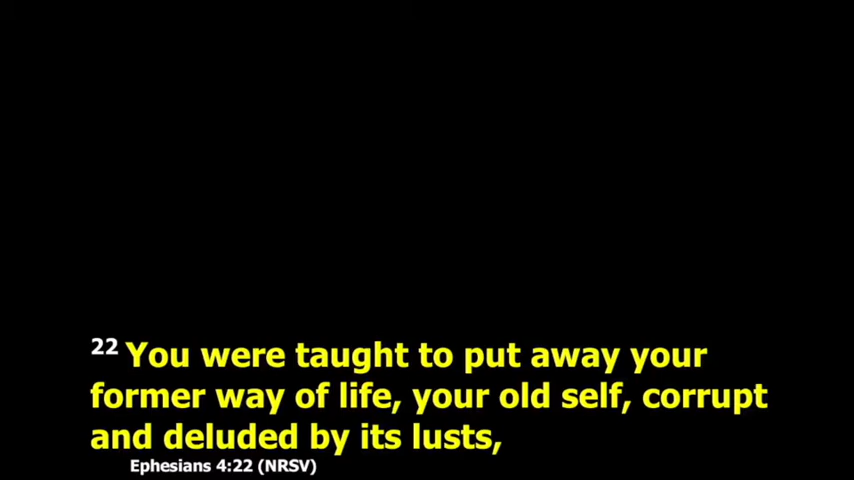 22 You were taught to put away your
former way of life, your old self, corrupt
and deluded by its lusts,
Ephesians 4:22 (NRSV)